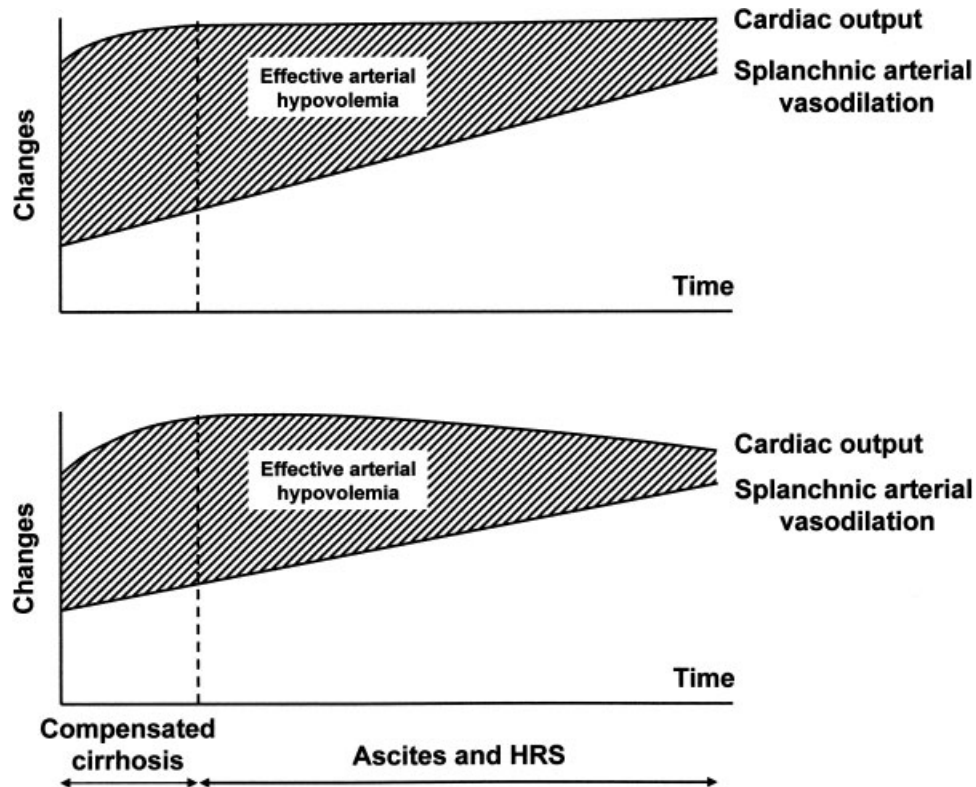 Cardiac output
Splanchnic arterial
vasodilation
Effective arterial
hypovolemia
Changes
Time
Cardiac output
Splanchnic arterial
vasodilation
Effective arterial
hypovolemia
Changes
Time
Compensated
cirrhosis
Ascites and HRS